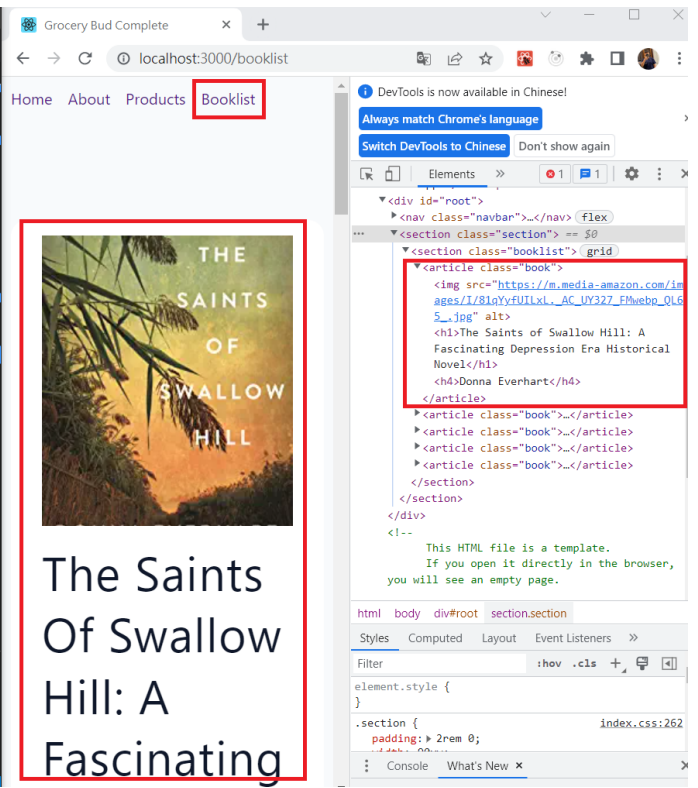 Grocery Bud Complete
localhost:3000/booklist
Home About Products Booklist
THE
SAINTS
OF
SWALLOW
HILL
The Saints
Of Swallow
Hill: A
Fascinating
DevTools is now available in Chinese!
Always match Chrome's language
Switch DevTools to Chinese Don't show again
Elements » 1 1
<div id="root">
<nav class="navbar">…</nav> flex
… <section class="section"> == $0
<section class="booklist"> grid
<article class="book">
<img src="https://m.media-amazon.com/im
ages/I/81qYyfUILxL._AC_UY327_FMwebp_QL6
5_.jpg" alt>
<h1>The Saints of Swallow Hill: A
Fascinating Depression Era Historical
Novel</h1>
<h4>Donna Everhart</h4>
</article>
<article class="book">…</article>
<article class="book">…</article>
<article class="book">…</article>
<article class="book">…</article>
</section>
</section>
</div>
<!--
This HTML file is a template.
If you open it directly in the browser,
you will see an empty page.
html body div#root section.section
Styles Computed Layout Event Listeners »
Filter :hov .cls +
element.style {
}
.section { index.css:262
padding: 2rem 0;
Console What's New ×